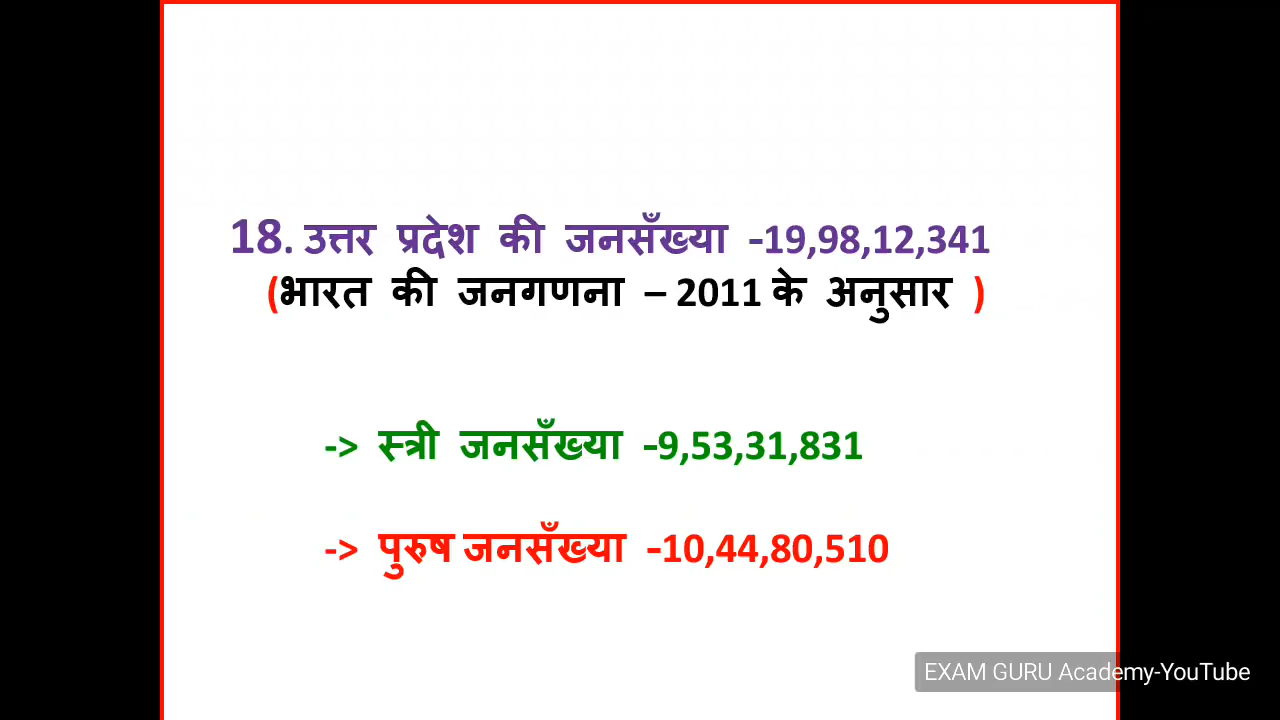 18. उत्तर प्रदेश की जनसँख्या -19,98,12,341
(भारत की जनगणना – 2011 के अनुसार )
-> स्त्री जनसँख्या -9,53,31,831
-> पुरुष जनसँख्या -10,44,80,510
EXAM GURU Academy-YouTube